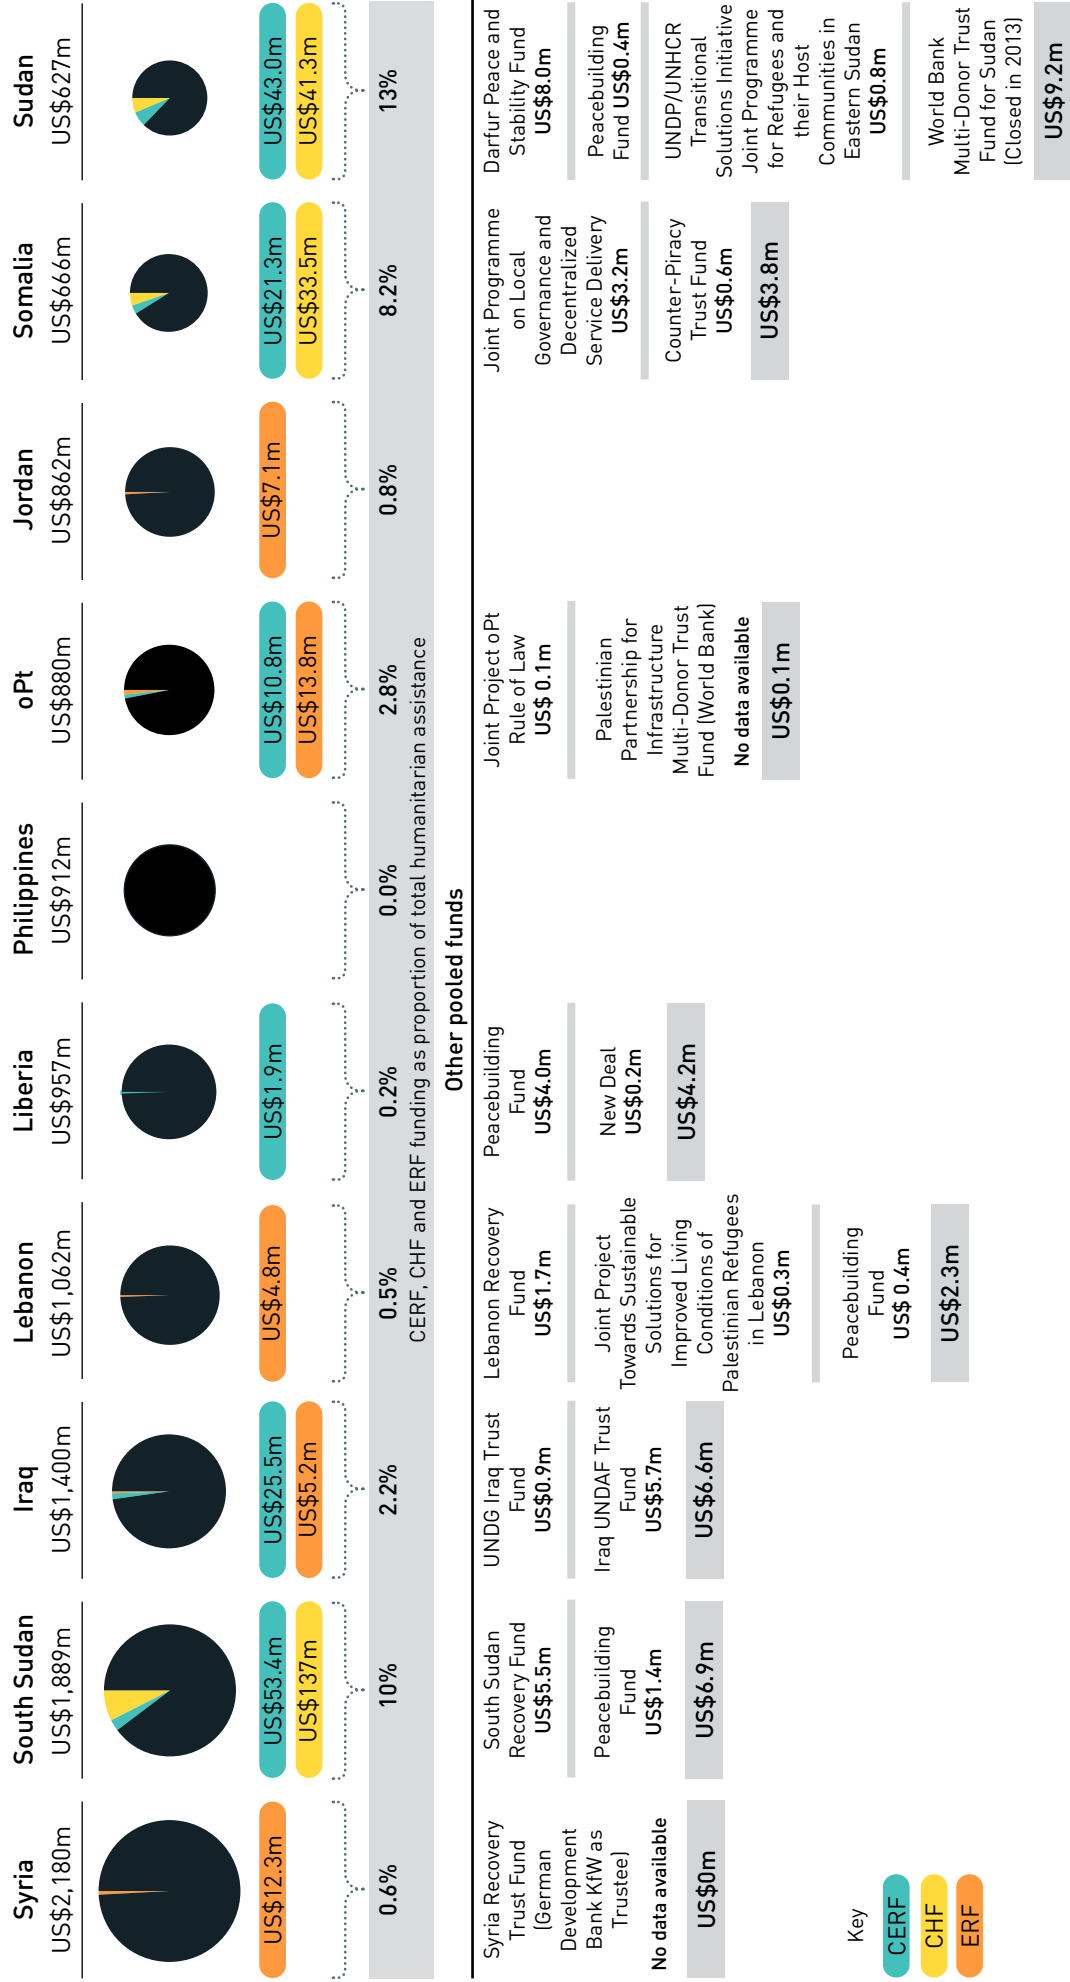 Syria
US$2,180m
US$12.3m
0.6%
South Sudan
US$1,889m
US$53.4m
US$137m
10%
Iraq
US$1,400m
US$25.5m
US$5.2m
2.2%
Lebanon
US$1,062m
US$4.8m
0.5%
Liberia
US$957m
US$1.9m
0.2%
Philippines
US$912m
0.0%
oPt
US$880m
US$10.8m
US$13.8m
2.8%
Jordan
US$862m
US$7.1m
0.8%
Somalia
US$666m
US$21.3m
US$33.5m
8.2%
Sudan
US$627m
US$43.0m
US$41.3m
13%
CERF, CHF and ERF funding as proportion of total humanitarian assistance
Other pooled funds
Syria Recovery
Trust Fund
(German
Development
Bank KfW as
Trustee)
No data available
US$0m
South Sudan
Recovery Fund
US$5.5m
Peacebuilding
Fund
US$1.4m
US$6.9m
UNDG Iraq Trust
Fund
US$0.9m
Iraq UNDAF Trust
Fund
US$5.7m
US$6.6m
Lebanon Recovery
Fund
US$1.7m
Joint Project
Towards Sustainable
Solutions for
Improved Living
Conditions of
Palestinian Refugees
in Lebanon
US$0.3m
Peacebuilding
Fund
US$ 0.4m
US$2.3m
Peacebuilding
Fund
US$4.0m
New Deal
US$0.2m
US$4.2m
Joint Project oPt
Rule of Law
US$ 0.1m
Palestinian
Partnership for
Infrastructure
Multi-Donor Trust
Fund (World Bank)
No data available
US$0.1m
Joint Programme
on Local
Governance and
Decentralized
Service Delivery
US$3.2m
Counter-Piracy
Trust Fund
US$0.6m
US$3.8m
Darfur Peace and
Stability Fund
US$8.0m
Peacebuilding
Fund US$0.4m
UNDP/UNHCR
Transitional
Solutions Initiative
Joint Programme
for Refugees and
their Host
Communities in
Eastern Sudan
US$0.8m
World Bank
Multi-Donor Trust
Fund for Sudan
(Closed in 2013)
US$9.2m
Key
CERF
CHF
ERF